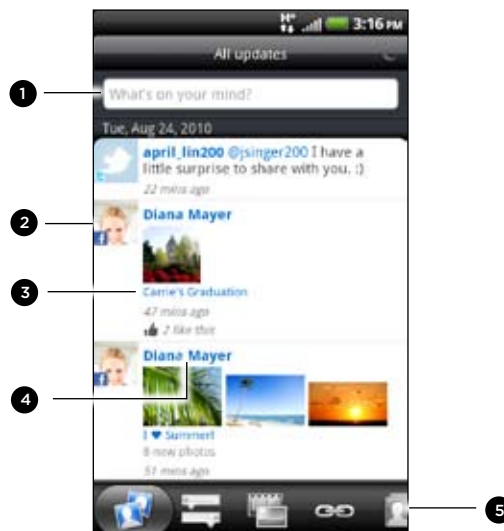 H
3:16 PM
All updates
1
What's on your mind?
Tue, Aug 24, 2010
april_lin200 @jsinger200 I have a
little surprise to share with you. :)
22 mins ago
2
Diana Mayer
3
Carrie's Graduation
47 mins ago
2 like this
Diana Mayer
4
I ♥ Summer!
8 new photos
51 mins ago
5